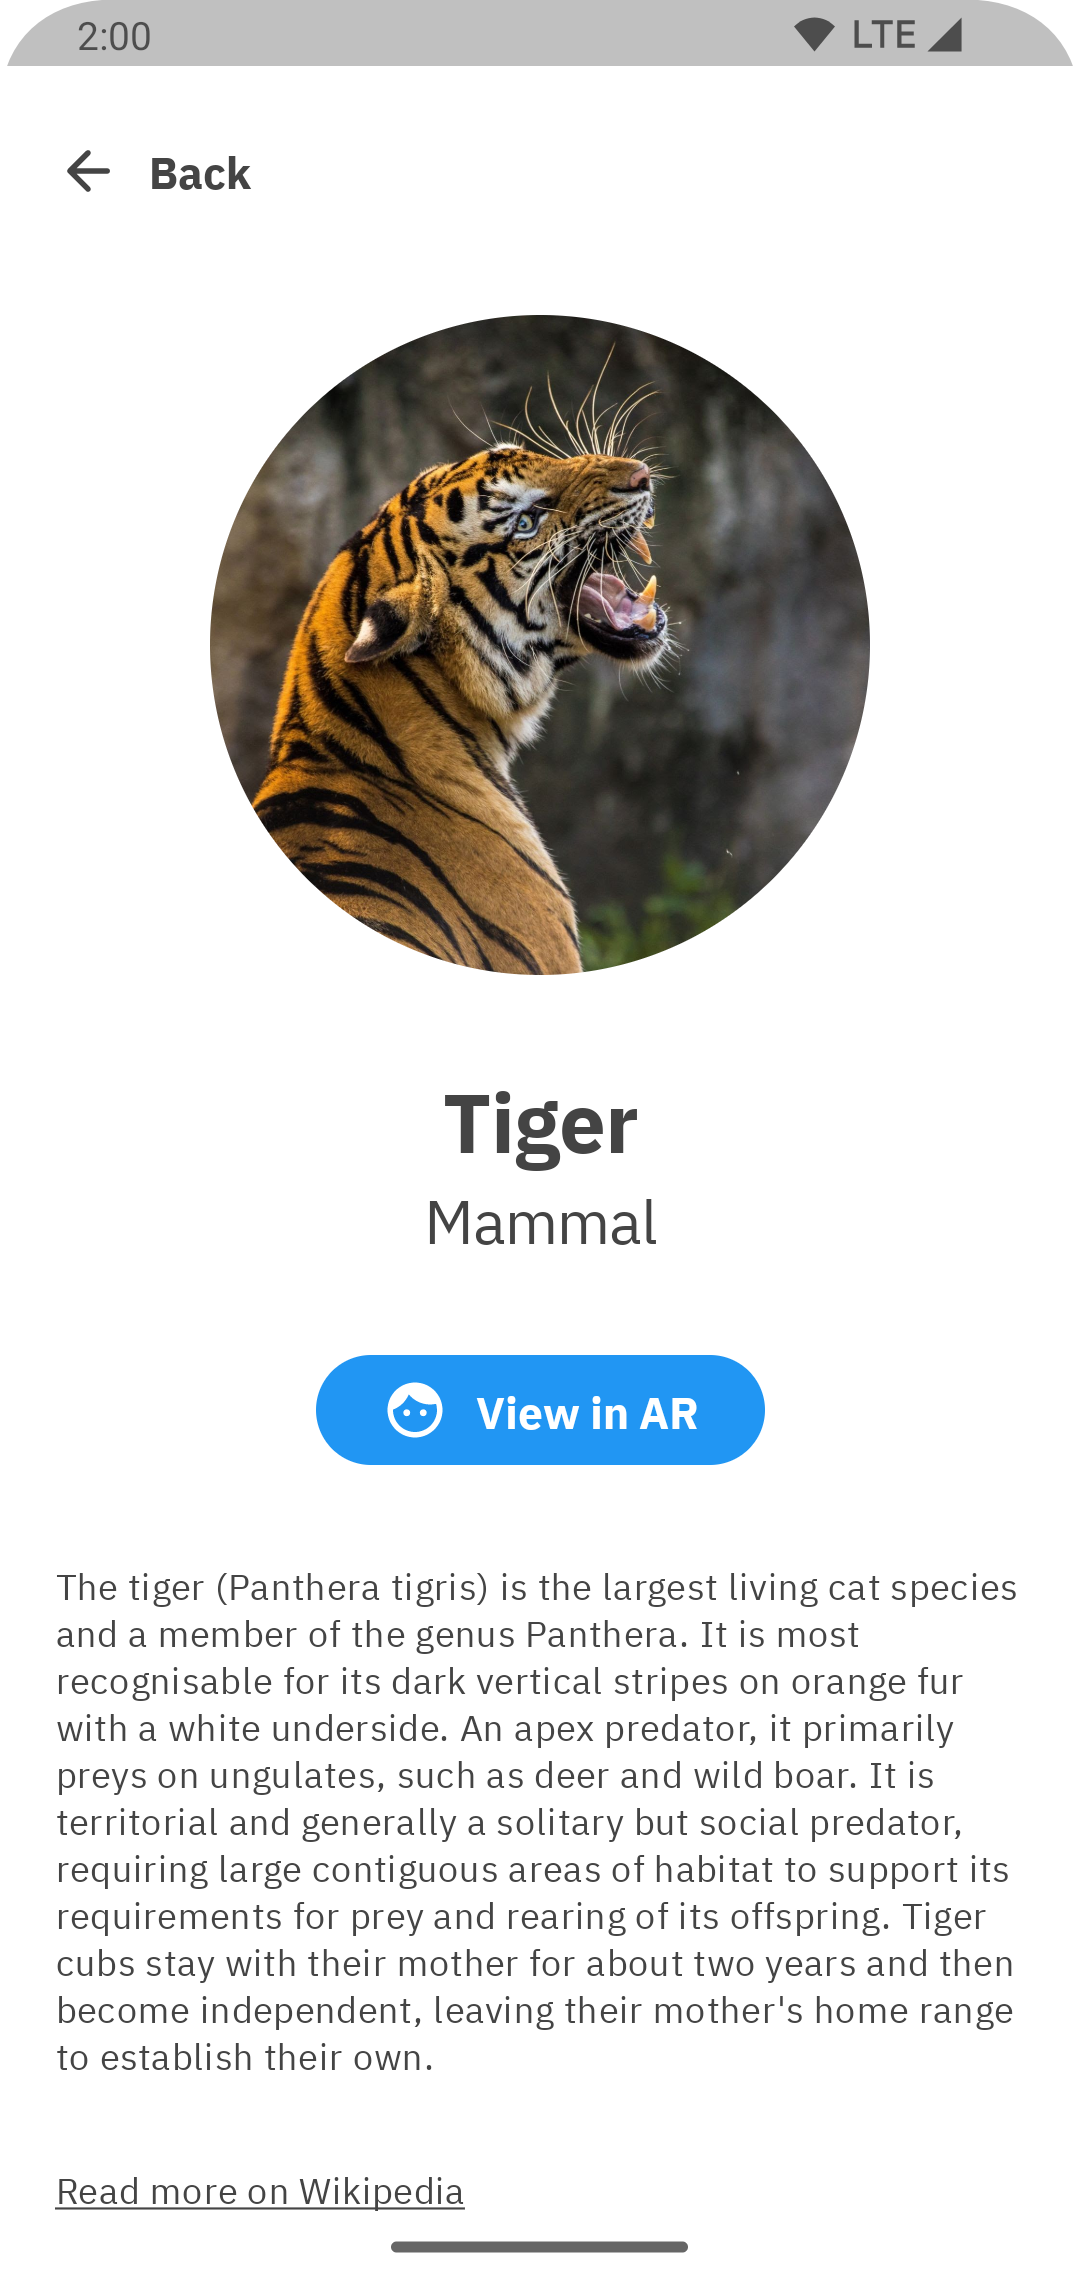 2:00 LTE
Back
Tiger
Mammal
View in AR
The tiger (Panthera tigris) is the largest living cat species
and a member of the genus Panthera. It is most
recognisable for its dark vertical stripes on orange fur
with a white underside. An apex predator, it primarily
preys on ungulates, such as deer and wild boar. It is
territorial and generally a solitary but social predator,
requiring large contiguous areas of habitat to support its
requirements for prey and rearing of its offspring. Tiger
cubs stay with their mother for about two years and then
become independent, leaving their mother's home range
to establish their own.
Read more on Wikipedia